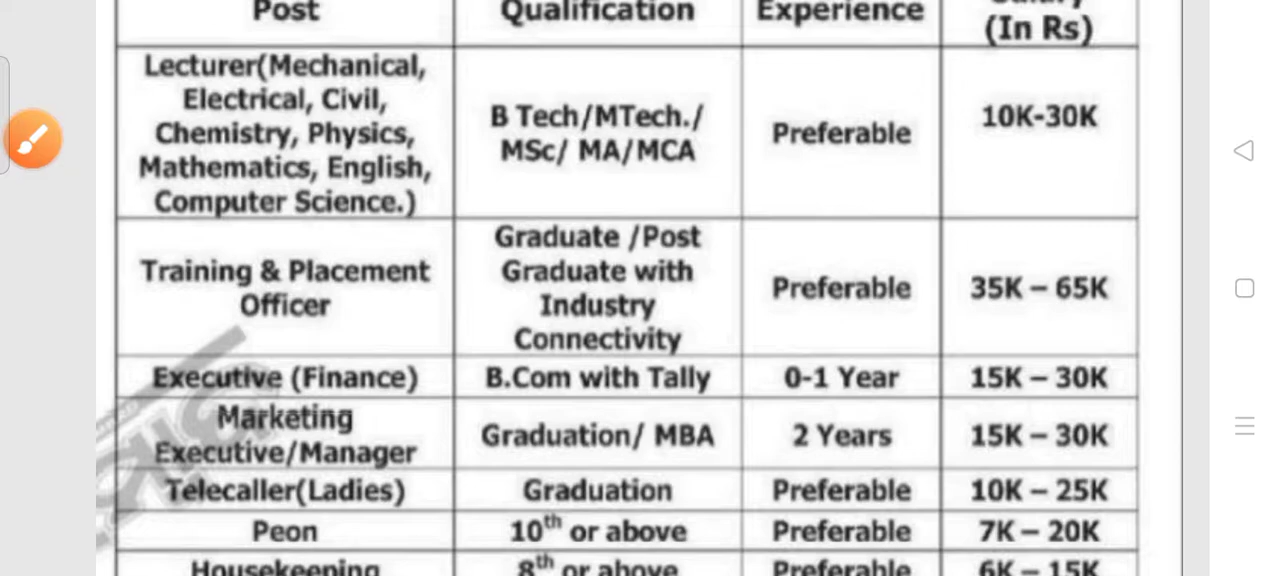 Post Qualification Experience
(In Rs)
Lecturer(Mechanical,
Electrical, Civil,
Chemistry, Physics,
Mathematics, English,
Computer Science.)
B Tech/MTech./
MSc/ MA/MCA
Preferable
10K-30K
Training & Placement
Officer
Graduate /Post
Graduate with
Industry
Connectivity
Preferable
35K – 65K
Executive (Finance) B.Com with Tally 0-1 Year 15K – 30K
Marketing
Executive/Manager
Graduation/ MBA
2 Years
15K – 30K
Telecaller(Ladies) Graduation Preferable 10K – 25K
Peon 10th or above Preferable 7K – 20K
Housekeeping 8th or above Preferable 6K – 15K